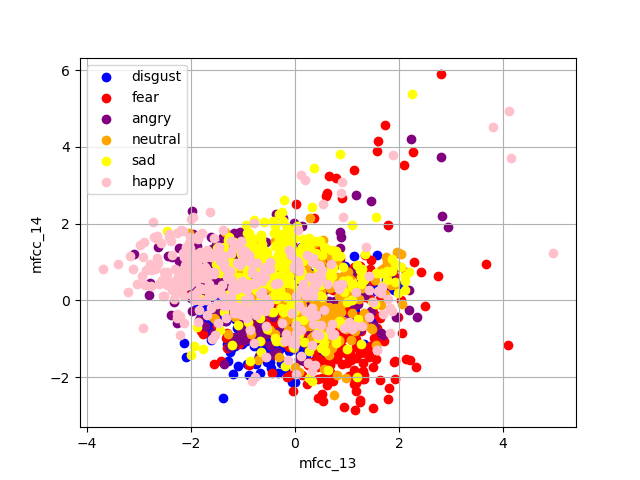 disgust
fear
angry
neutral
sad
happy
6
4
2
0
−2
mfcc_14
−4
−2
0
2
4
mfcc_13